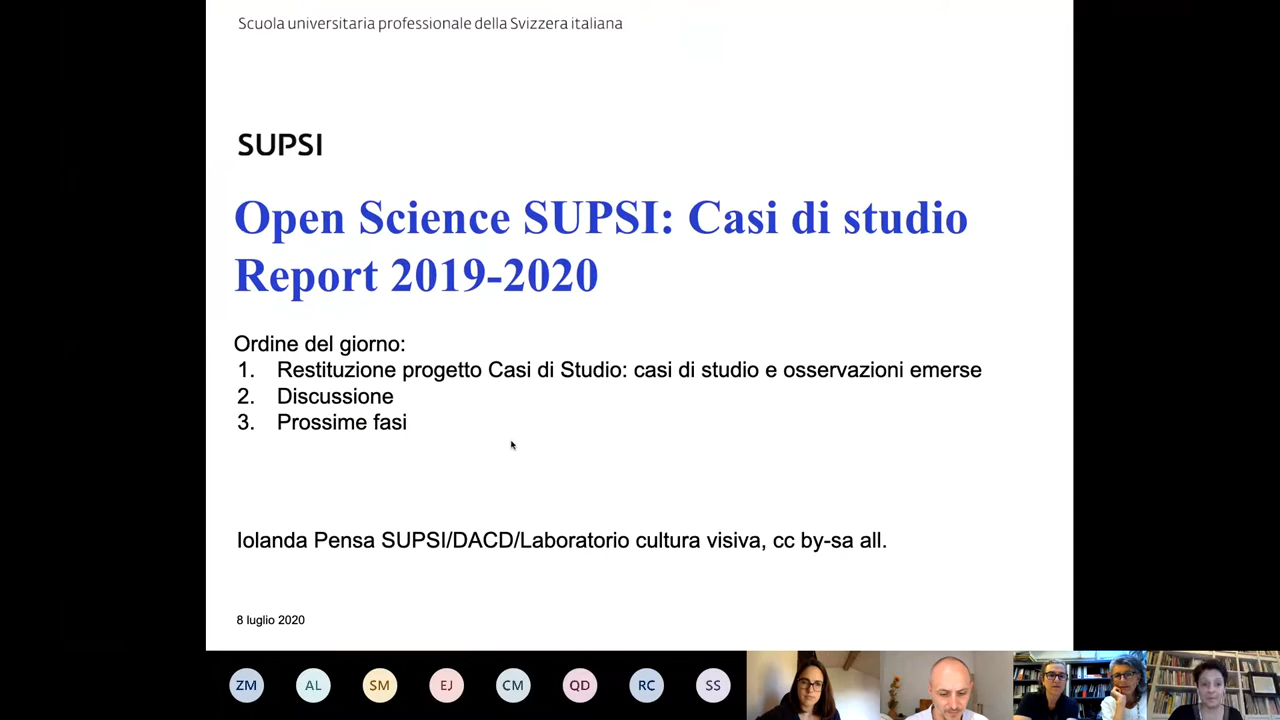 Scuola universitaria professionale della Svizzera italiana
SUPSI
Open Science SUPSI: Casi di studio
Report 2019-2020
Ordine del giorno:
1. Restituzione progetto Casi di Studio: casi di studio e osservazioni emerse
2. Discussione
3. Prossime fasi
Iolanda Pensa SUPSI/DACD/Laboratorio cultura visiva, cc by-sa all.
8 luglio 2020
ZM AL SM EJ CM QD RC SS